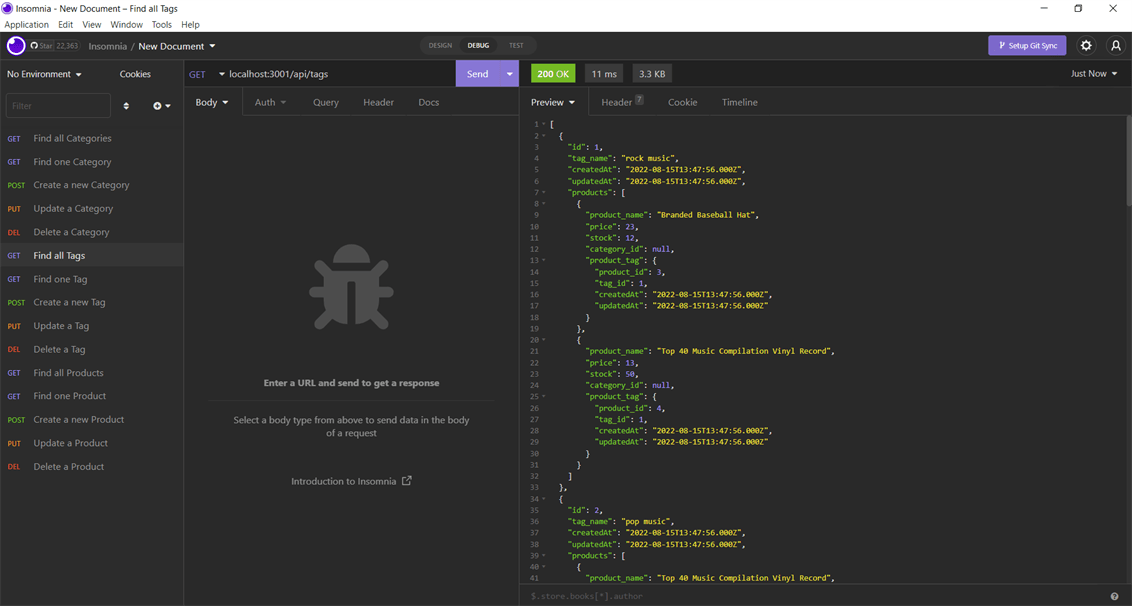 Insomnia - New Document – Find all Tags
Application Edit View Window Tools Help
Star 22,363 Insomnia / New Document DESIGN DEBUG TEST Setup Git Sync
No Environment Cookies GET localhost:3001/api/tags Send 200 OK 11 ms 3.3 KB Just Now
Filter
Body Auth Query Header Docs
Preview Header ? Cookie Timeline
GET Find all Categories
GET Find one Category
POST Create a new Category
PUT Update a Category
DEL Delete a Category
GET Find all Tags
GET Find one Tag
POST Create a new Tag
PUT Update a Tag
DEL Delete a Tag
GET Find all Products
GET Find one Product
POST Create a new Product
PUT Update a Product
DEL Delete a Product
Enter a URL and send to get a response
Select a body type from above to send data in the body
of a request
Introduction to Insomnia
1 [
2 {
3 "id": 1,
4 "tag_name": "rock music",
5 "createdAt": "2022-08-15T13:47:56.000Z",
6 "updatedAt": "2022-08-15T13:47:56.000Z",
7 "products": [
8 {
9 "product_name": "Branded Baseball Hat",
10 "price": 23,
11 "stock": 12,
12 "category_id": null,
13 "product_tag": {
14 "product_id": 3,
15 "tag_id": 1,
16 "createdAt": "2022-08-15T13:47:56.000Z",
17 "updatedAt": "2022-08-15T13:47:56.000Z"
18 }
19 },
20 {
21 "product_name": "Top 40 Music Compilation Vinyl Record",
22 "price": 13,
23 "stock": 50,
24 "category_id": null,
25 "product_tag": {
26 "product_id": 4,
27 "tag_id": 1,
28 "createdAt": "2022-08-15T13:47:56.000Z",
29 "updatedAt": "2022-08-15T13:47:56.000Z"
30 }
31 }
32 ]
33 },
34 {
35 "id": 2,
36 "tag_name": "pop music",
37 "createdAt": "2022-08-15T13:47:56.000Z",
38 "updatedAt": "2022-08-15T13:47:56.000Z",
39 "products": [
40 {
41 "product_name": "Top 40 Music Compilation Vinyl Record",
$.store.books[*].author